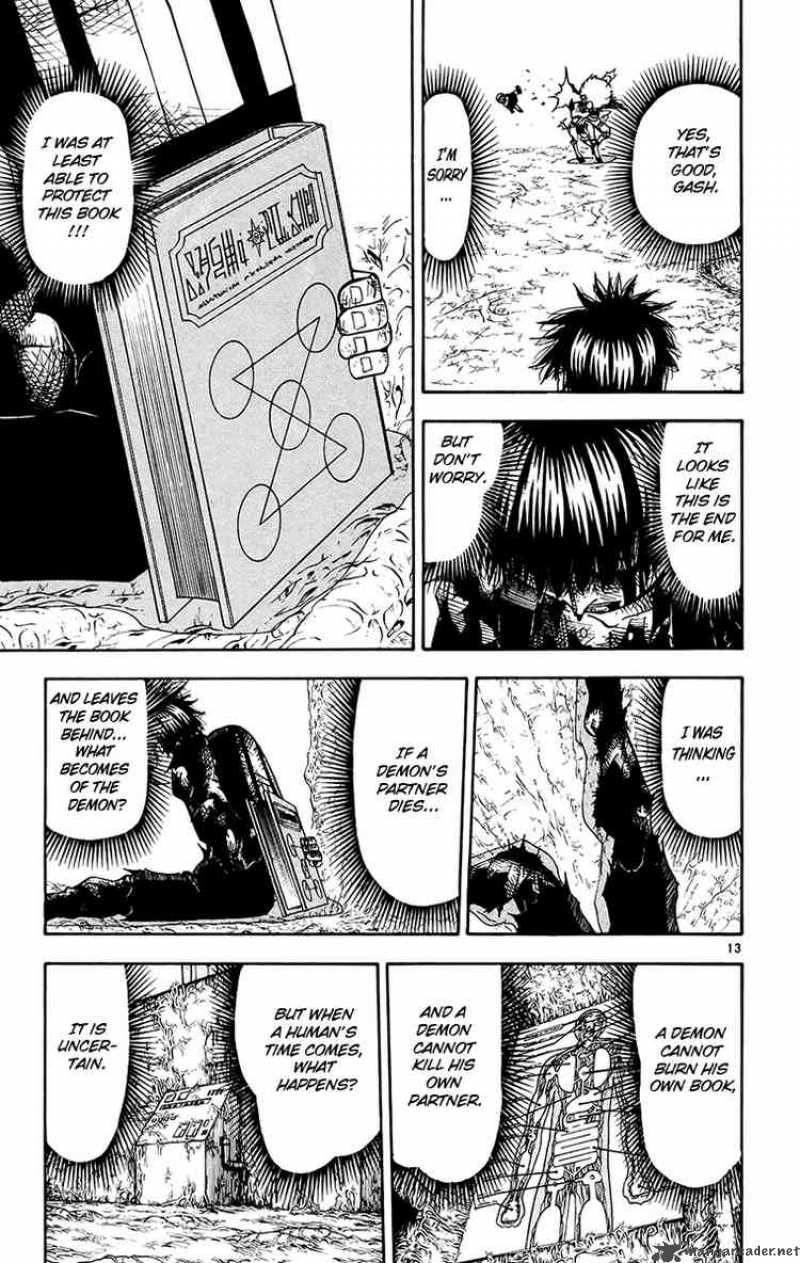 YES,
THAT'S
GOOD,
GASH.
I'M
SORRY
...
IT
LOOKS
LIKE
THIS IS
THE END
FOR ME.
BUT
DON'T
WORRY.
I WAS AT
LEAST
ABLE TO
PROTECT
THIS BOOK
!!!
I WAS
THINKING
...
IF A
DEMON'S
PARTNER
DIES...
AND LEAVES
THE BOOK
BEHIND...
WHAT
BECOMES
OF THE
DEMON?
13
A DEMON
CANNOT
BURN HIS
OWN BOOK,
AND A
DEMON
CANNOT
KILL HIS
OWN
PARTNER.
BUT WHEN
A HUMAN'S
TIME COMES,
WHAT
HAPPENS?
IT IS
UNCER-
TAIN.
mangareader.net